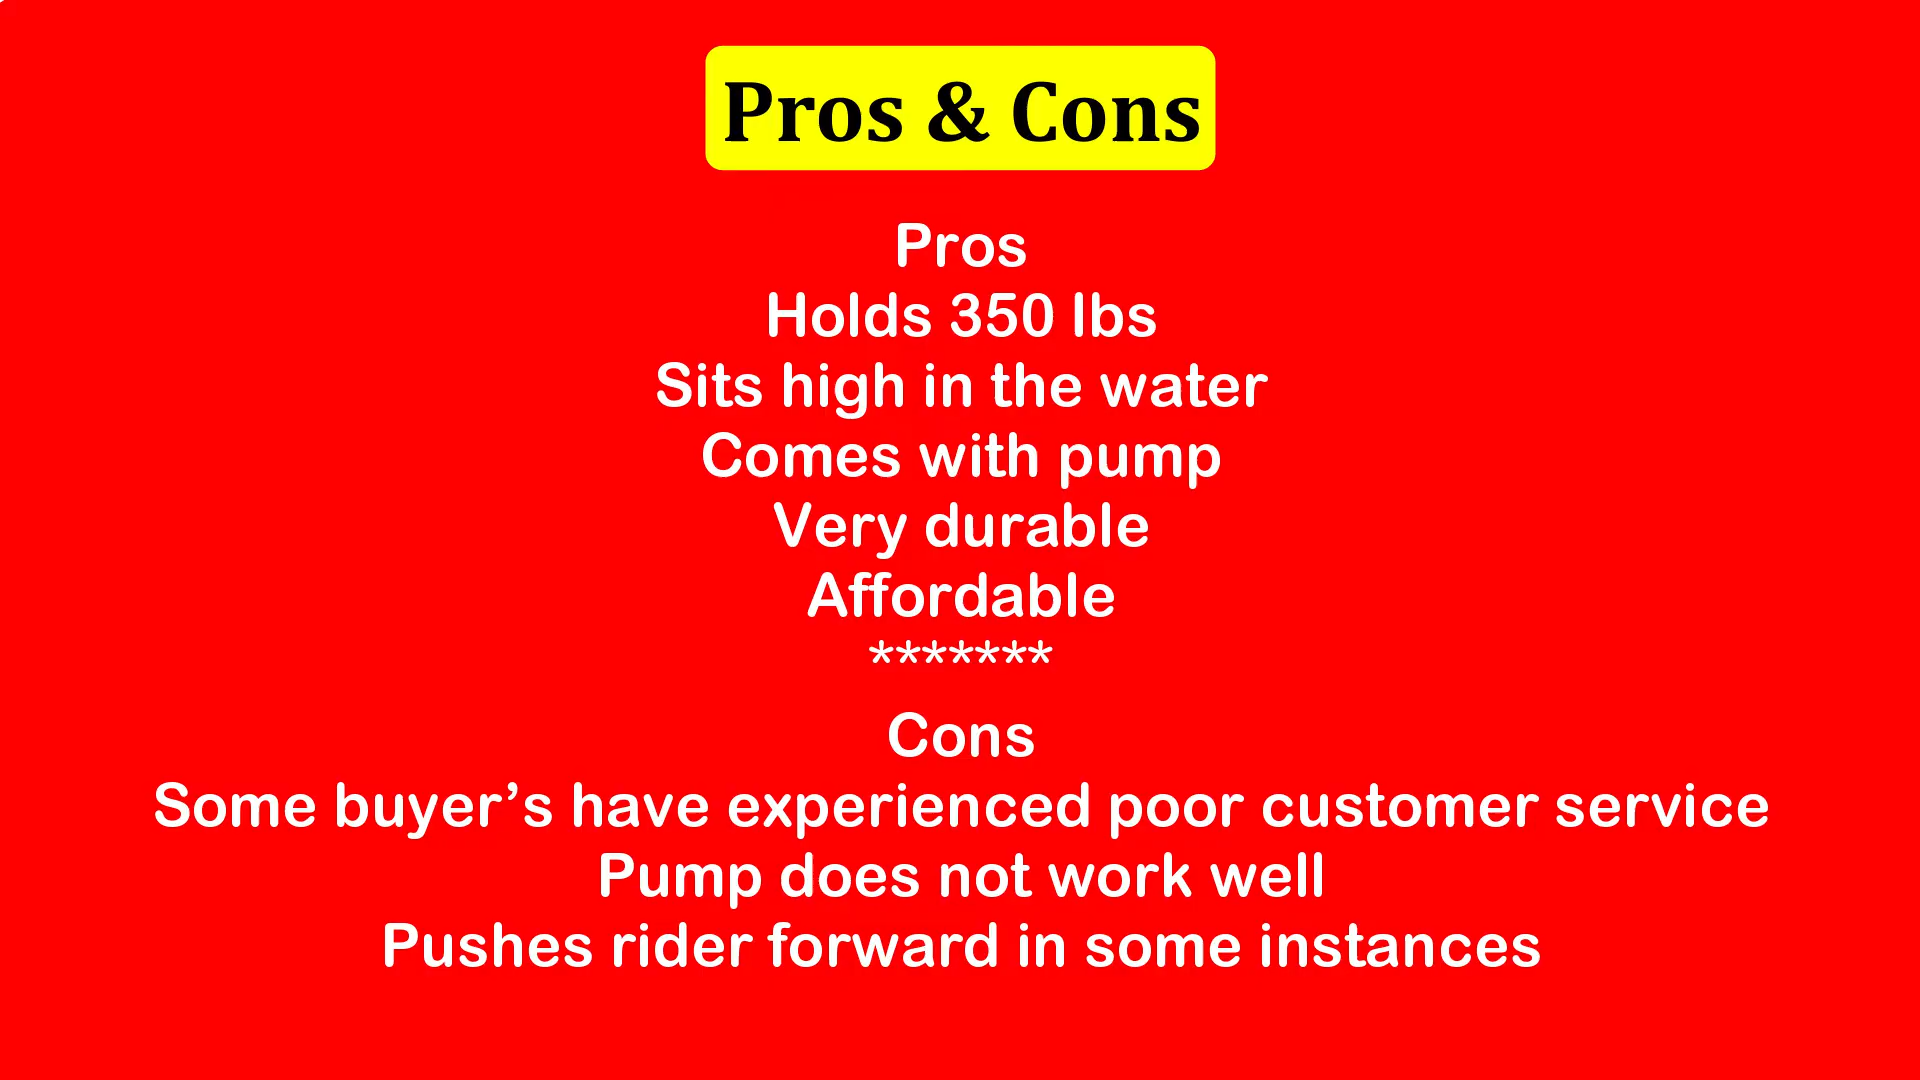 Pros & Cons
Pros
Holds 350 lbs
Sits high in the water
Comes with pump
Very durable
Affordable
*******
Cons
Some buyer’s have experienced poor customer service
Pump does not work well
Pushes rider forward in some instances